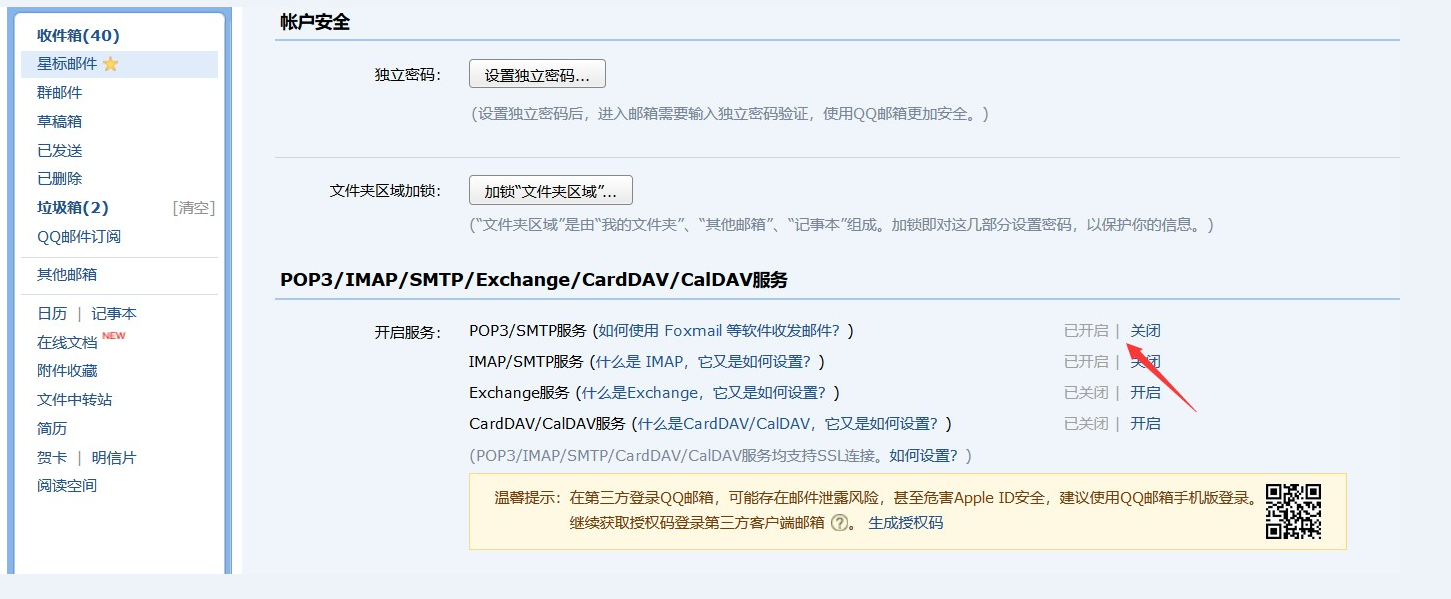 收件箱(40)
星标邮件
群邮件
草稿箱
已发送
已删除
垃圾箱(2) [清空]
QQ邮件订阅
其他邮箱
日历 | 记事本
在线文档 NEW
附件收藏
文件中转站
简历
贺卡 | 明信片
阅读空间
帐户安全
独立密码： 设置独立密码...
(设置独立密码后，进入邮箱需要输入独立密码验证，使用QQ邮箱更加安全。)
文件夹区域加锁： 加锁“文件夹区域”...
(“文件夹区域”是由“我的文件夹”、“其他邮箱”、“记事本”组成。加锁即对这几部分设置密码，以保护你的信息。)
POP3/IMAP/SMTP/Exchange/CardDAV/CalDAV服务
开启服务： POP3/SMTP服务 (如何使用 Foxmail 等软件收发邮件？) 已开启 | 关闭
IMAP/SMTP服务 (什么是 IMAP，它又是如何设置？) 已开启 | 关闭
Exchange服务 (什么是Exchange，它又是如何设置？) 已关闭 | 开启
CardDAV/CalDAV服务 (什么是CardDAV/CalDAV，它又是如何设置？) 已关闭 | 开启
(POP3/IMAP/SMTP/CardDAV/CalDAV服务均支持SSL连接。如何设置？)
温馨提示：在第三方登录QQ邮箱，可能存在邮件泄露风险，甚至危害Apple ID安全，建议使用QQ邮箱手机版登录。
继续获取授权码登录第三方客户端邮箱 ?。 生成授权码